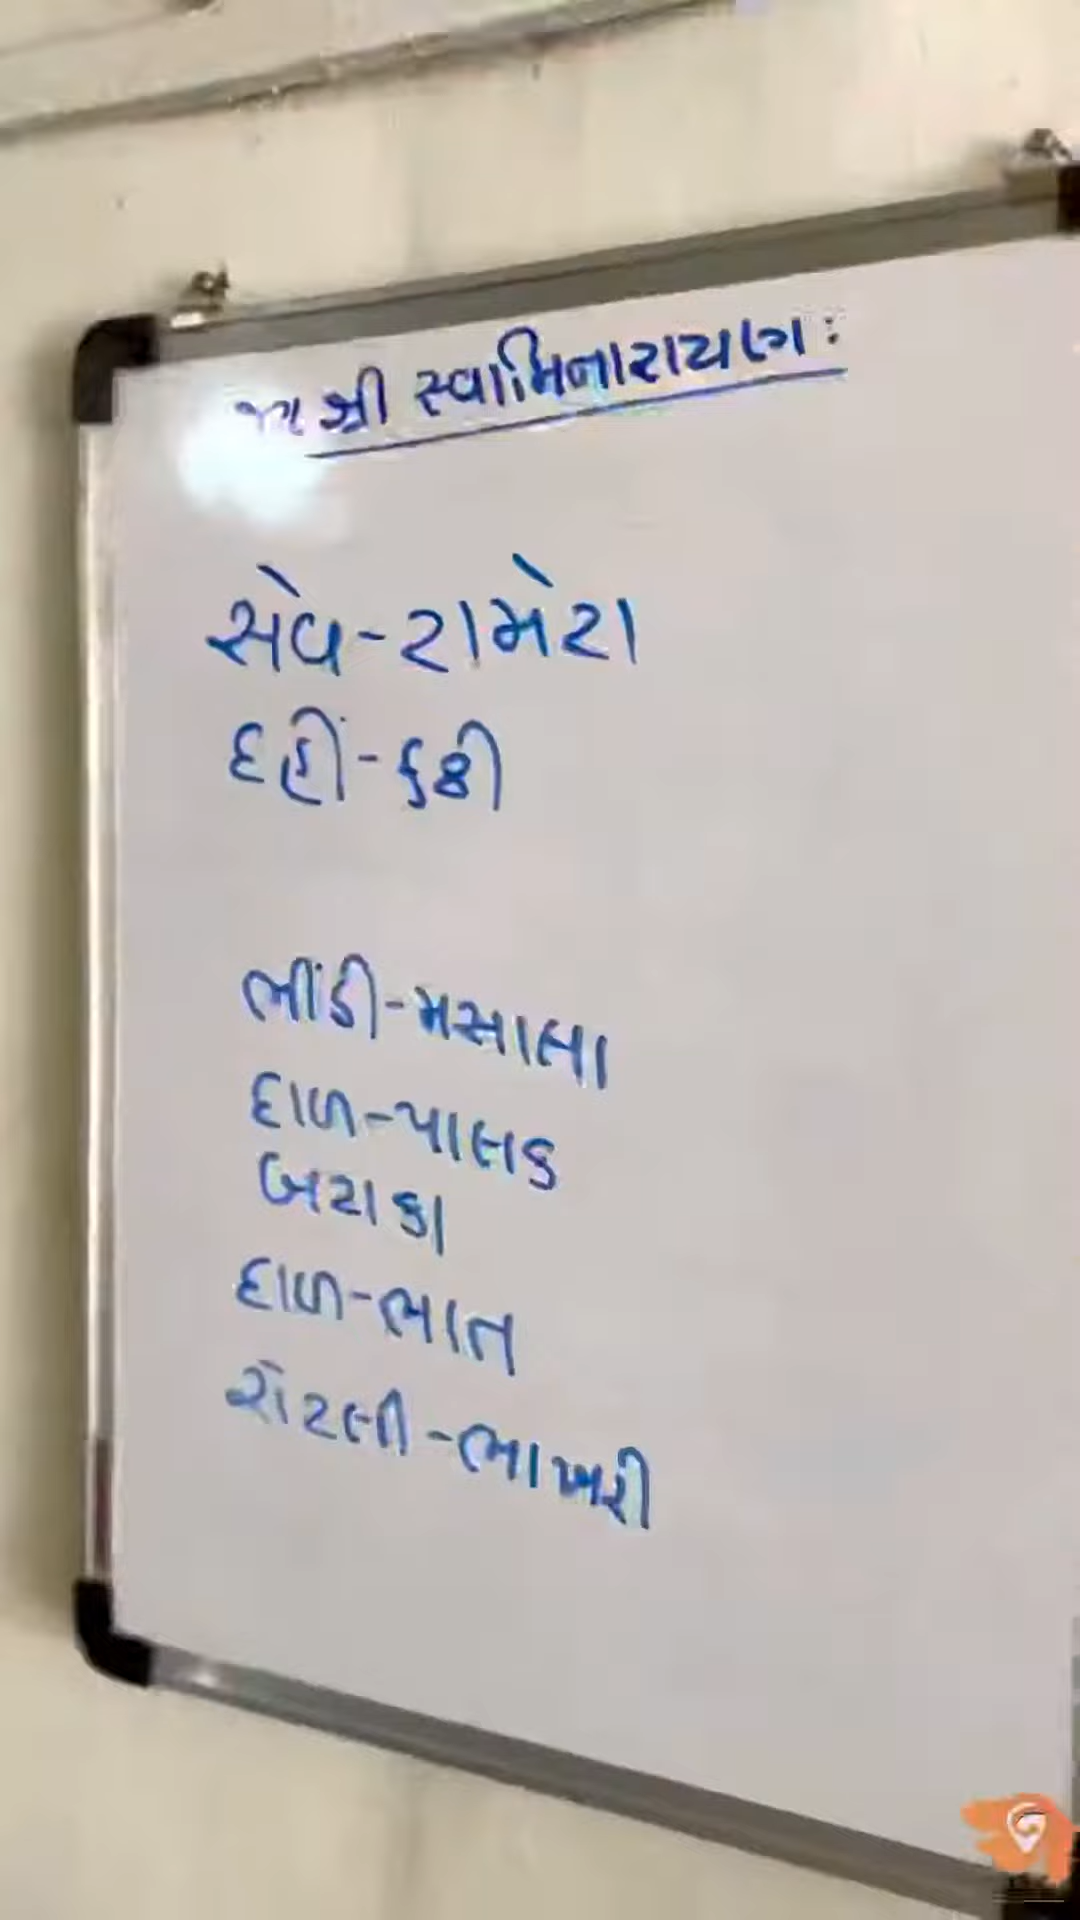 જય શ્રી સ્વામિનારાયણ:
સેવ-ટામેટા
દહીં-કઢી
ભીંડી-મસાલા
દાળ-પાલક
બટાકા
દાળ-ભાત
રોટલી-ભાખરી